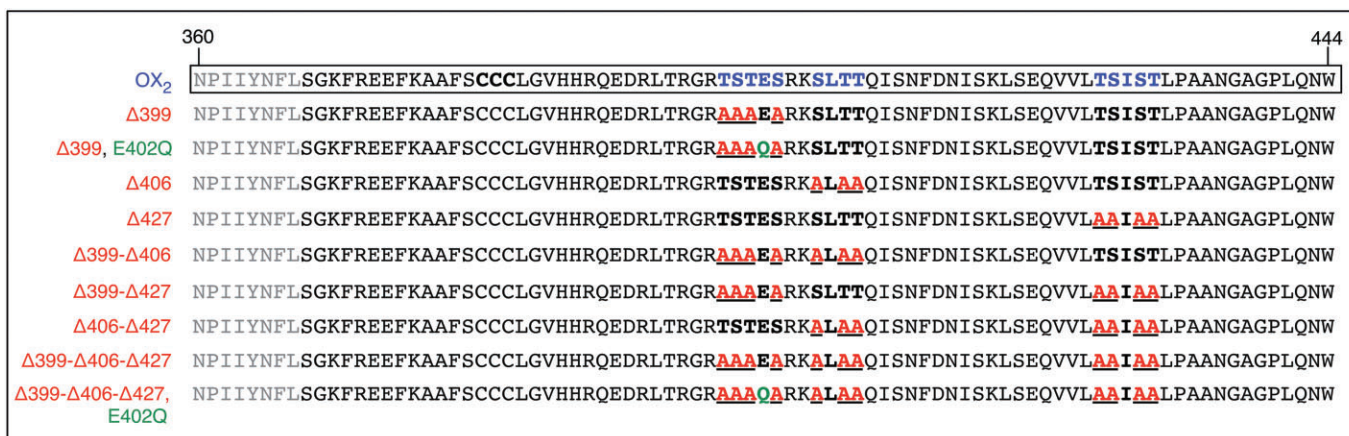 360 444
OX2 NPIIYNFLSGKFREEFKAAFSCCCLGVHHRQEDRLTRGRTSTESRKSLTTQISNFDNISKLSEQVVLTSISTLPAANGAGPLQNW
Δ399 NPIIYNFLSGKFREEFKAAFSCCCLGVHHRQEDRLTRGRAAAEARKSLTTQISNFDNISKLSEQVVLTSISTLPAANGAGPLQNW
Δ399, E402Q NPIIYNFLSGKFREEFKAAFSCCCLGVHHRQEDRLTRGRAAAQARKSLTTQISNFDNISKLSEQVVLTSISTLPAANGAGPLQNW
Δ406 NPIIYNFLSGKFREEFKAAFSCCCLGVHHRQEDRLTRGRTSTESRKALAAQISNFDNISKLSEQVVLTSISTLPAANGAGPLQNW
Δ427 NPIIYNFLSGKFREEFKAAFSCCCLGVHHRQEDRLTRGRTSTESRKSLTTQISNFDNISKLSEQVVLAAIAALPAANGAGPLQNW
Δ399-Δ406 NPIIYNFLSGKFREEFKAAFSCCCLGVHHRQEDRLTRGRAAAEARKALAAQISNFDNISKLSEQVVLTSISTLPAANGAGPLQNW
Δ399-Δ427 NPIIYNFLSGKFREEFKAAFSCCCLGVHHRQEDRLTRGRAAAEARKSLTTQISNFDNISKLSEQVVLAAIAALPAANGAGPLQNW
Δ406-Δ427 NPIIYNFLSGKFREEFKAAFSCCCLGVHHRQEDRLTRGRTSTESRKALAAQISNFDNISKLSEQVVLAAIAALPAANGAGPLQNW
Δ399-Δ406-Δ427 NPIIYNFLSGKFREEFKAAFSCCCLGVHHRQEDRLTRGRAAAEARKALAAQISNFDNISKLSEQVVLAAIAALPAANGAGPLQNW
Δ399-Δ406-Δ427, NPIIYNFLSGKFREEFKAAFSCCCLGVHHRQEDRLTRGRAAAQARKALAAQISNFDNISKLSEQVVLAAIAALPAANGAGPLQNW
E402Q